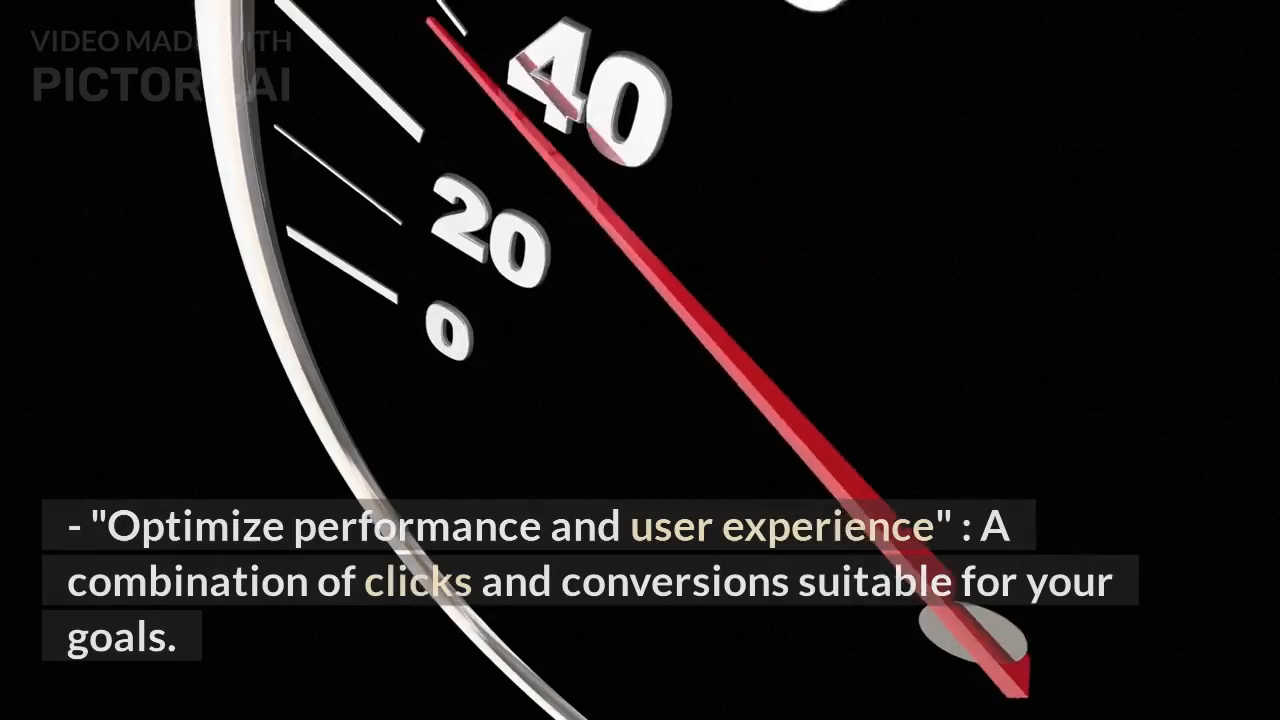 VIDEO MADE WITH
PICTORY.AI
40
20
0
- "Optimize performance and user experience" : A
combination of clicks and conversions suitable for your
goals.